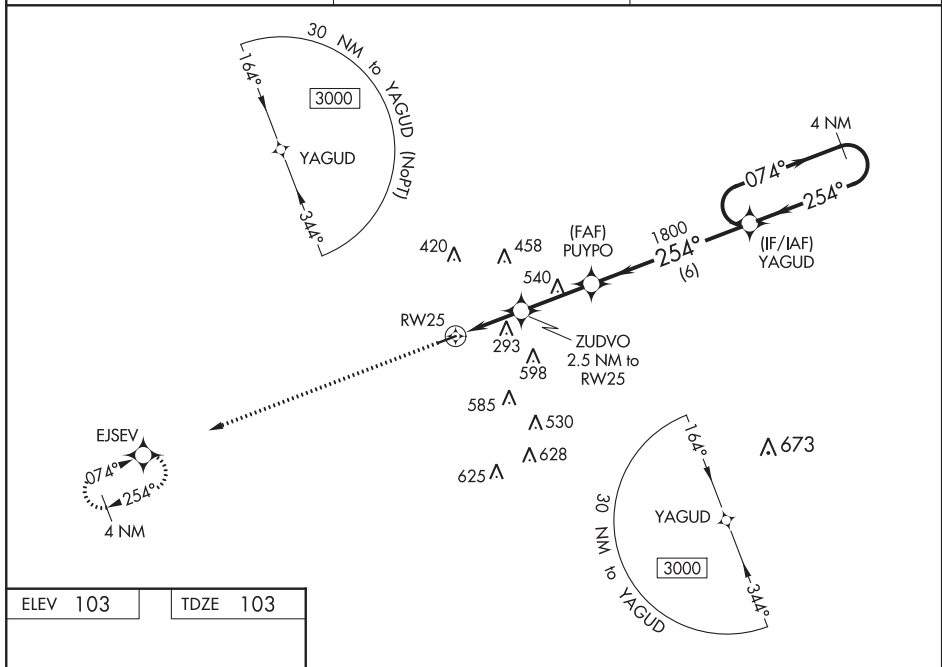 30 NM to YAGUD (NoPT)
164°
3000
YAGUD
344°
4 NM
074°
254°
(IF/IAF)
YAGUD
1800
254°
(6)
(FAF)
PUYPO
420
458
540
RW25
293
ZUDVO
2.5 NM to
RW25
598
585
530
628
625
EJSEV
074°
254°
4 NM
673
164°
YAGUD
30 NM to YAGUD
3000
344°
ELEV 103
TDZE 103